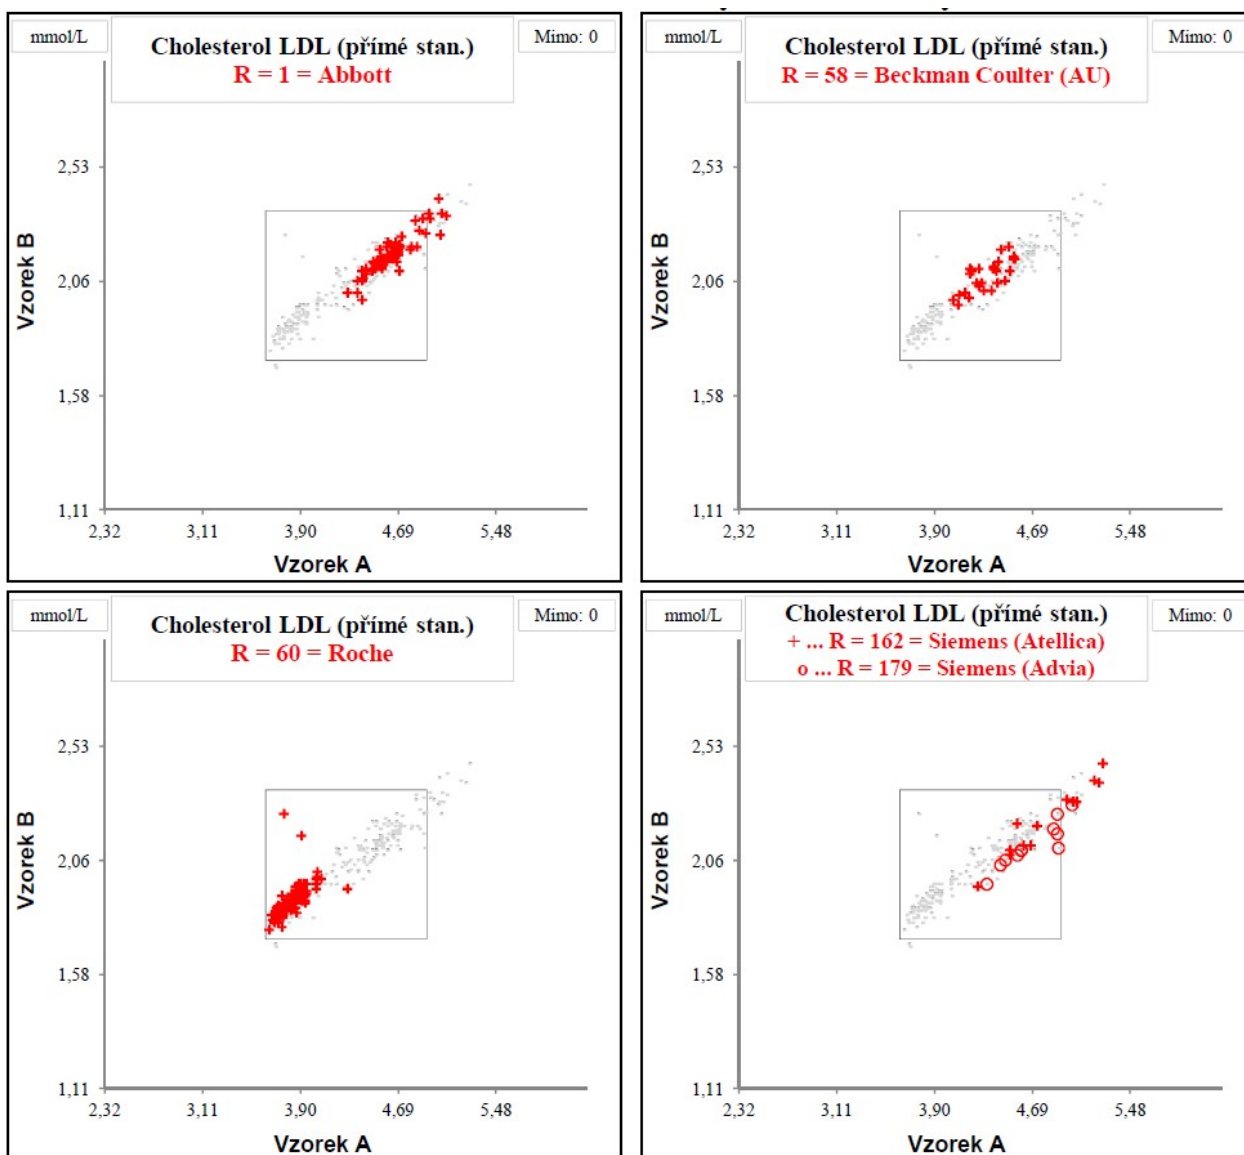 mmol/L
Cholesterol LDL (přímé stan.)
R = 1 = Abbott
Mimo: 0
2,53
2,06
1,58
1,11
Vzorek B
2,32 3,11 3,90 4,69 5,48
Vzorek A
mmol/L
Cholesterol LDL (přímé stan.)
R = 58 = Beckman Coulter (AU)
Mimo: 0
2,53
2,06
1,58
1,11
Vzorek B
2,32 3,11 3,90 4,69 5,48
Vzorek A
mmol/L
Cholesterol LDL (přímé stan.)
R = 60 = Roche
Mimo: 0
2,53
2,06
1,58
1,11
Vzorek B
2,32 3,11 3,90 4,69 5,48
Vzorek A
mmol/L
Cholesterol LDL (přímé stan.)
+ ... R = 162 = Siemens (Atellica)
o ... R = 179 = Siemens (Advia)
Mimo: 0
2,53
2,06
1,58
1,11
Vzorek B
2,32 3,11 3,90 4,69 5,48
Vzorek A